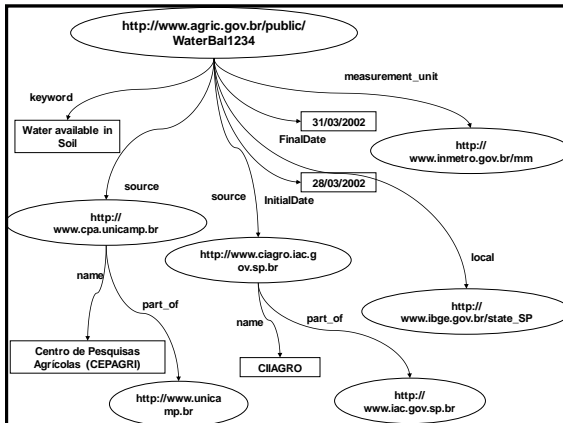 http://www.agric.gov.br/public/
WaterBal1234
measurement_unit
keyword
31/03/2002
FinalDate
Water available in
Soil
http://
www.inmetro.gov.br/mm
source
source
28/03/2002
InitialDate
http://
www.cpa.unicamp.br
http://www.ciagro.iac.g
ov.sp.br
local
name
part_of
name
part_of
http://
www.ibge.gov.br/state_SP
Centro de Pesquisas
Agrícolas (CEPAGRI)
CIIAGRO
http://www.unica
mp.br
http://
www.iac.gov.sp.br